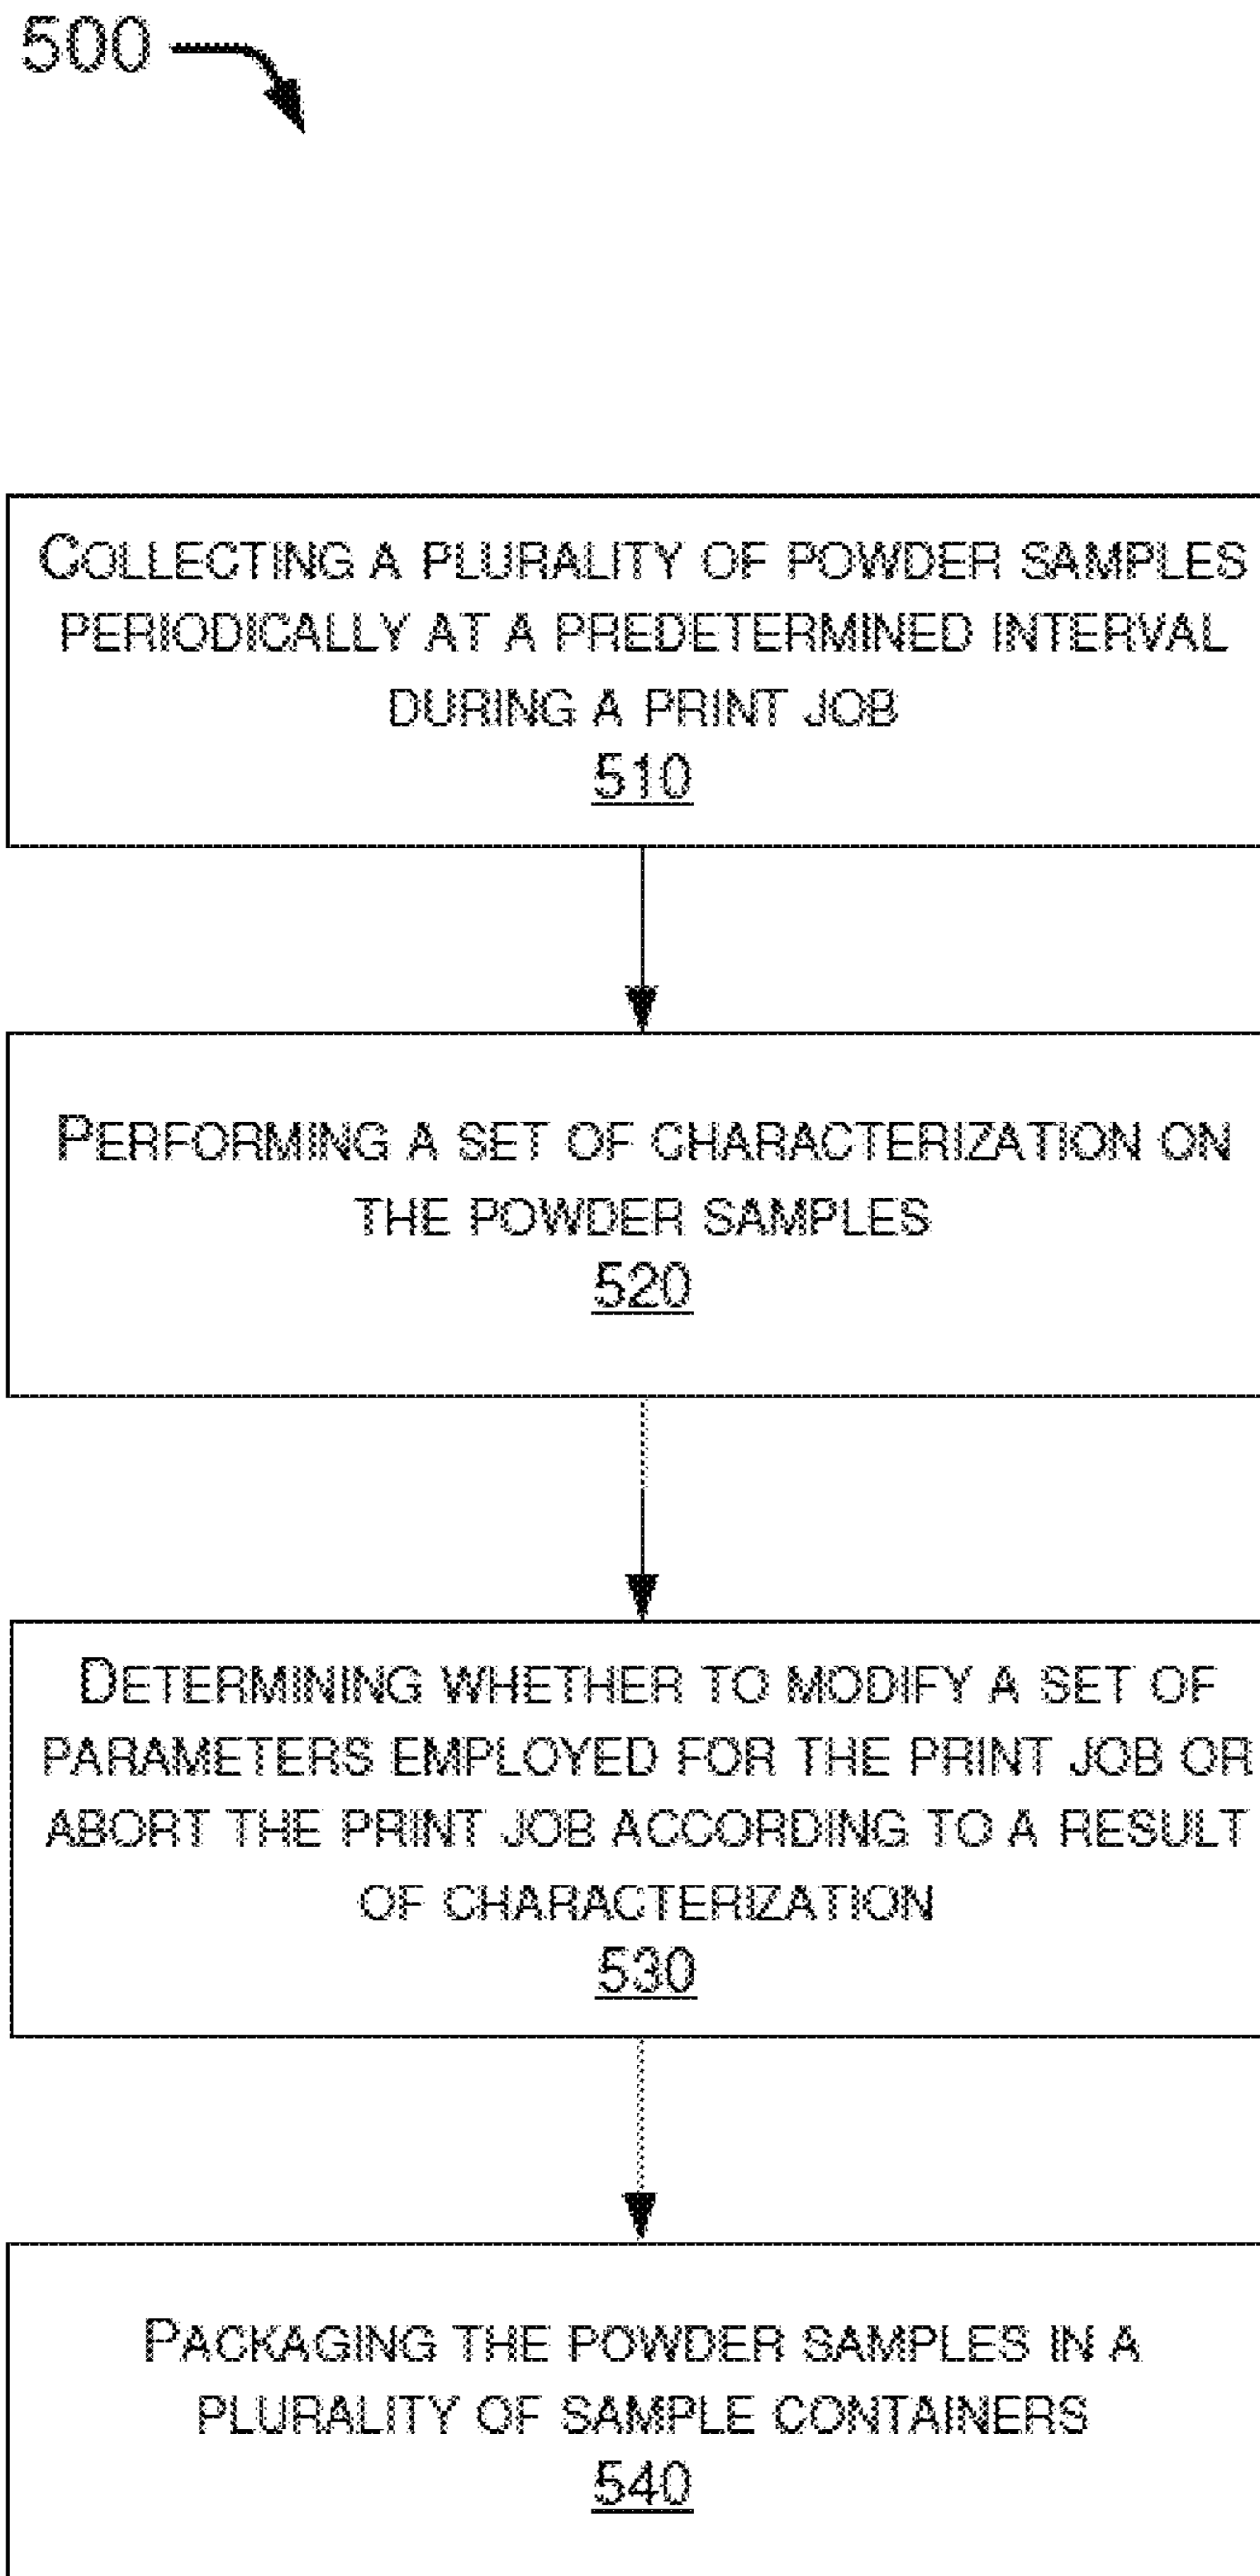 500
COLLECTING A PLURALITY OF POWDER SAMPLES
PERIODICALLY AT A PREDETERMINED INTERVAL
DURING A PRINT JOB
510
PERFORMING A SET OF CHARACTERIZATION ON
THE POWDER SAMPLES
520
DETERMINING WHETHER TO MODIFY A SET OF
PARAMETERS EMPLOYED FOR THE PRINT JOB OR
ABORT THE PRINT JOB ACCORDING TO A RESULT
OF CHARACTERIZATION
530
PACKAGING THE POWDER SAMPLES IN A
PLURALITY OF SAMPLE CONTAINERS
540